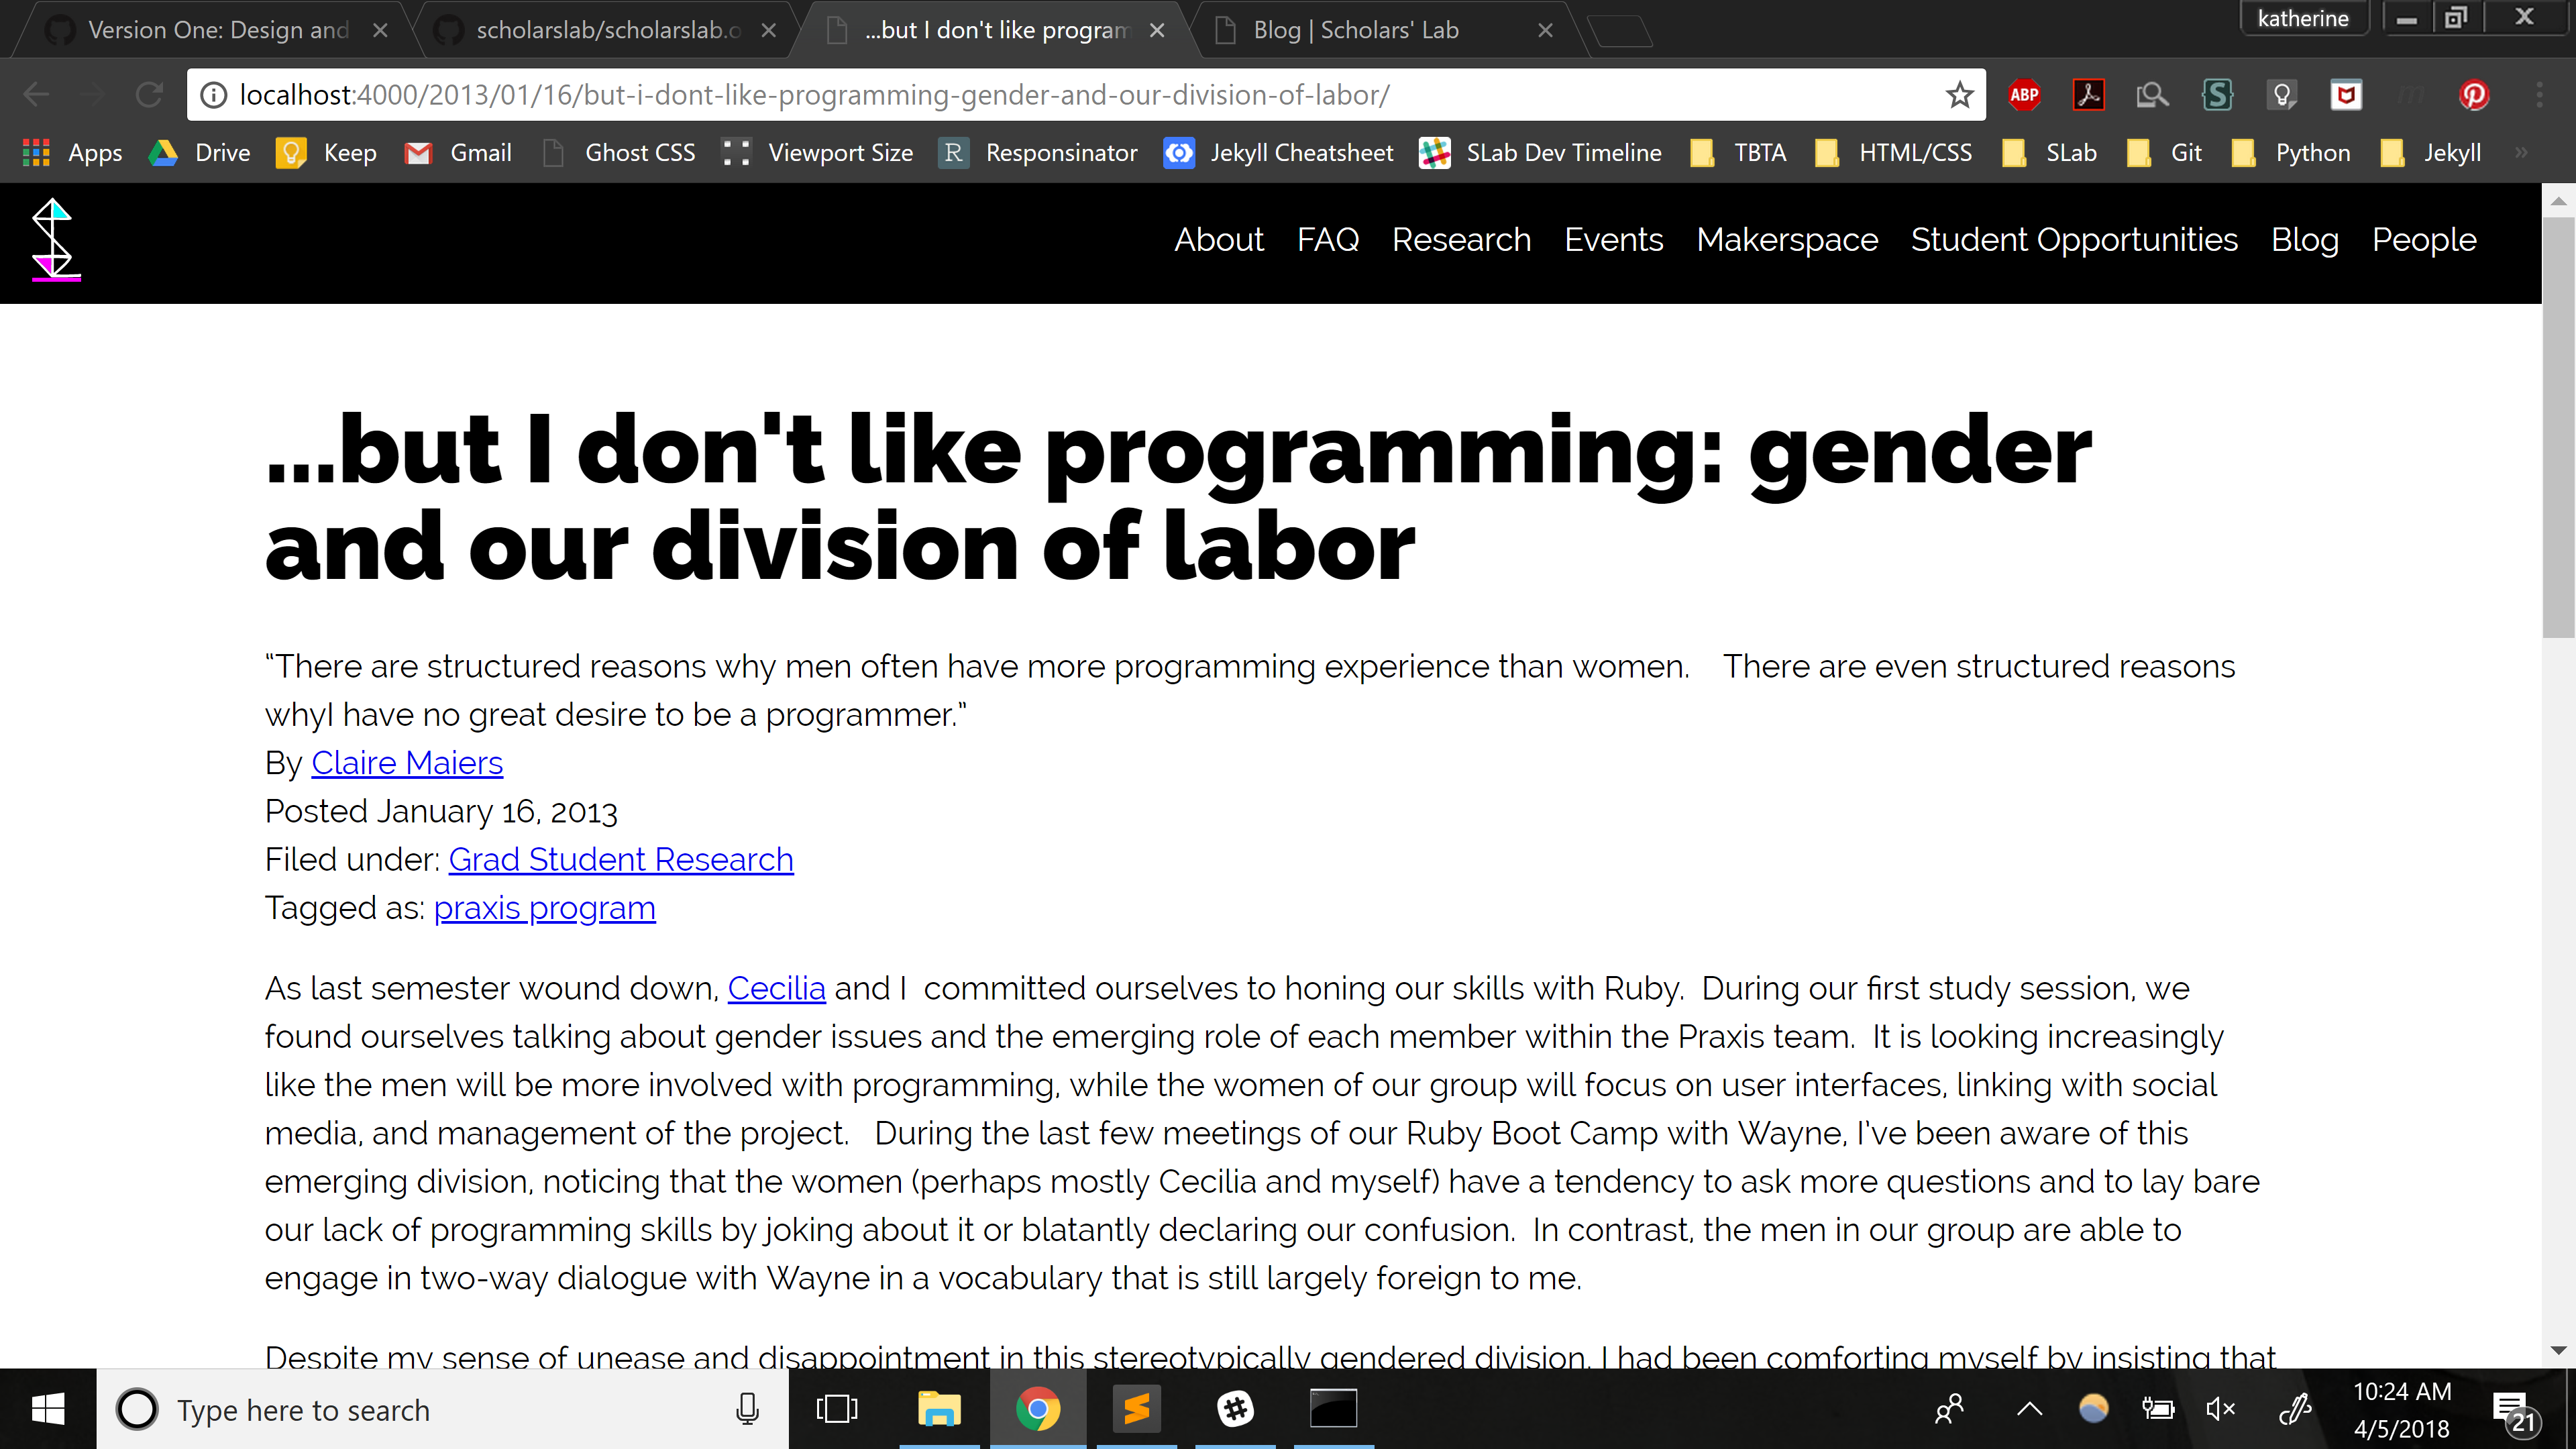 Version One: Design and
scholarslab/scholarslab.o
...but I don't like program
Blog | Scholars' Lab
katherine
localhost:4000/2013/01/16/but-i-dont-like-programming-gender-and-our-division-of-labor/
ABP
Apps
Drive
Keep
Gmail
Ghost CSS
Viewport Size
R
Responsinator
Jekyll Cheatsheet
SLab Dev Timeline
TBTA
HTML/CSS
SLab
Git
Python
Jekyll
»
About FAQ Research Events Makerspace Student Opportunities Blog People
...but I don't like programming: gender
and our division of labor
“There are structured reasons why men often have more programming experience than women.    There are even structured reasons
whyI have no great desire to be a programmer.”
By Claire Maiers
Posted January 16, 2013
Filed under: Grad Student Research
Tagged as: praxis program
As last semester wound down, Cecilia and I  committed ourselves to honing our skills with Ruby.  During our first study session, we
found ourselves talking about gender issues and the emerging role of each member within the Praxis team.  It is looking increasingly
like the men will be more involved with programming, while the women of our group will focus on user interfaces, linking with social
media, and management of the project.   During the last few meetings of our Ruby Boot Camp with Wayne, I’ve been aware of this
emerging division, noticing that the women (perhaps mostly Cecilia and myself) have a tendency to ask more questions and to lay bare
our lack of programming skills by joking about it or blatantly declaring our confusion.  In contrast, the men in our group are able to
engage in two-way dialogue with Wayne in a vocabulary that is still largely foreign to me.
Despite my sense of unease and disappointment in this stereotypically gendered division, I had been comforting myself by insisting that
Type here to search
10:24 AM
4/5/2018
21